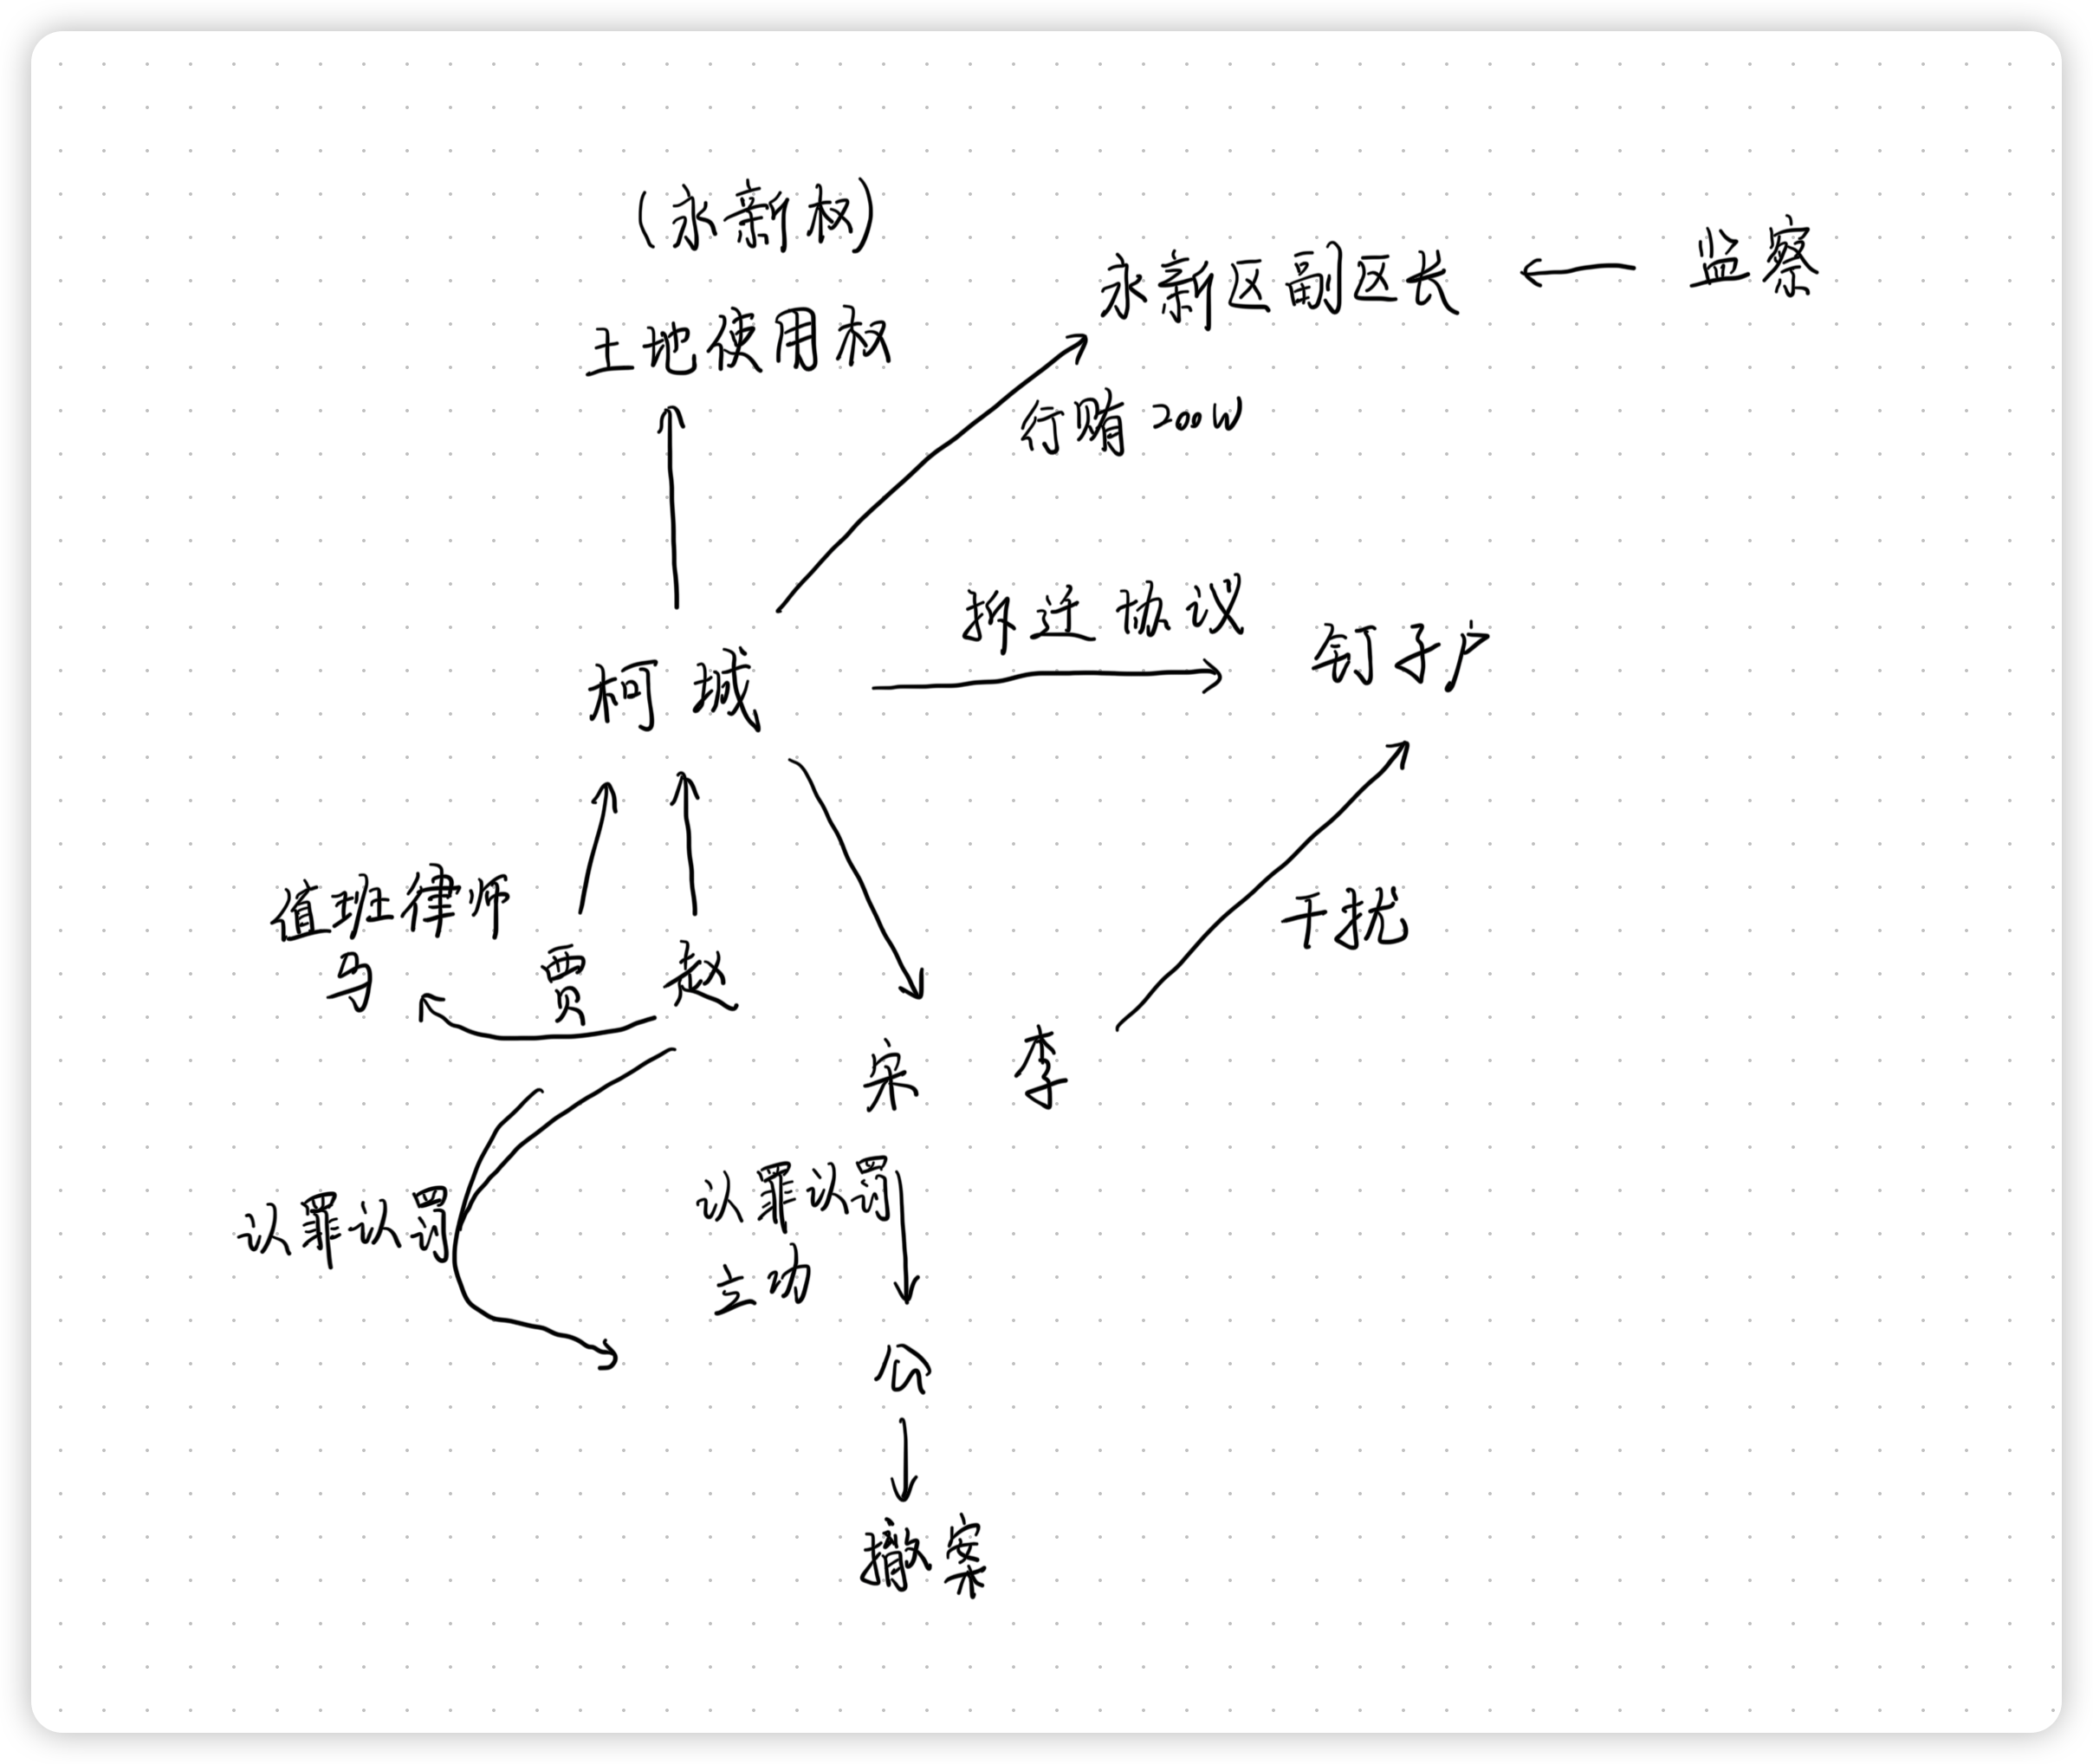 (永新权)
土地使用权
永新区副区长
监察
行贿 200W
拆迁协议
钉子户
柯城
值班律师
马
贾
赵
干扰
宋
李
认罪认罚
认罪认罚
立功
公
撤案